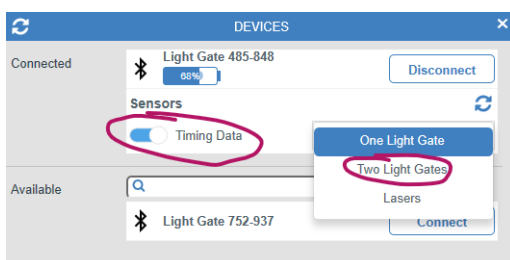 DEVICES ×
Connected
Light Gate 485-848
68%
Disconnect
Sensors
Timing Data
One Light Gate
Two Light Gates
Lasers
Available
Light Gate 752-937
Connect